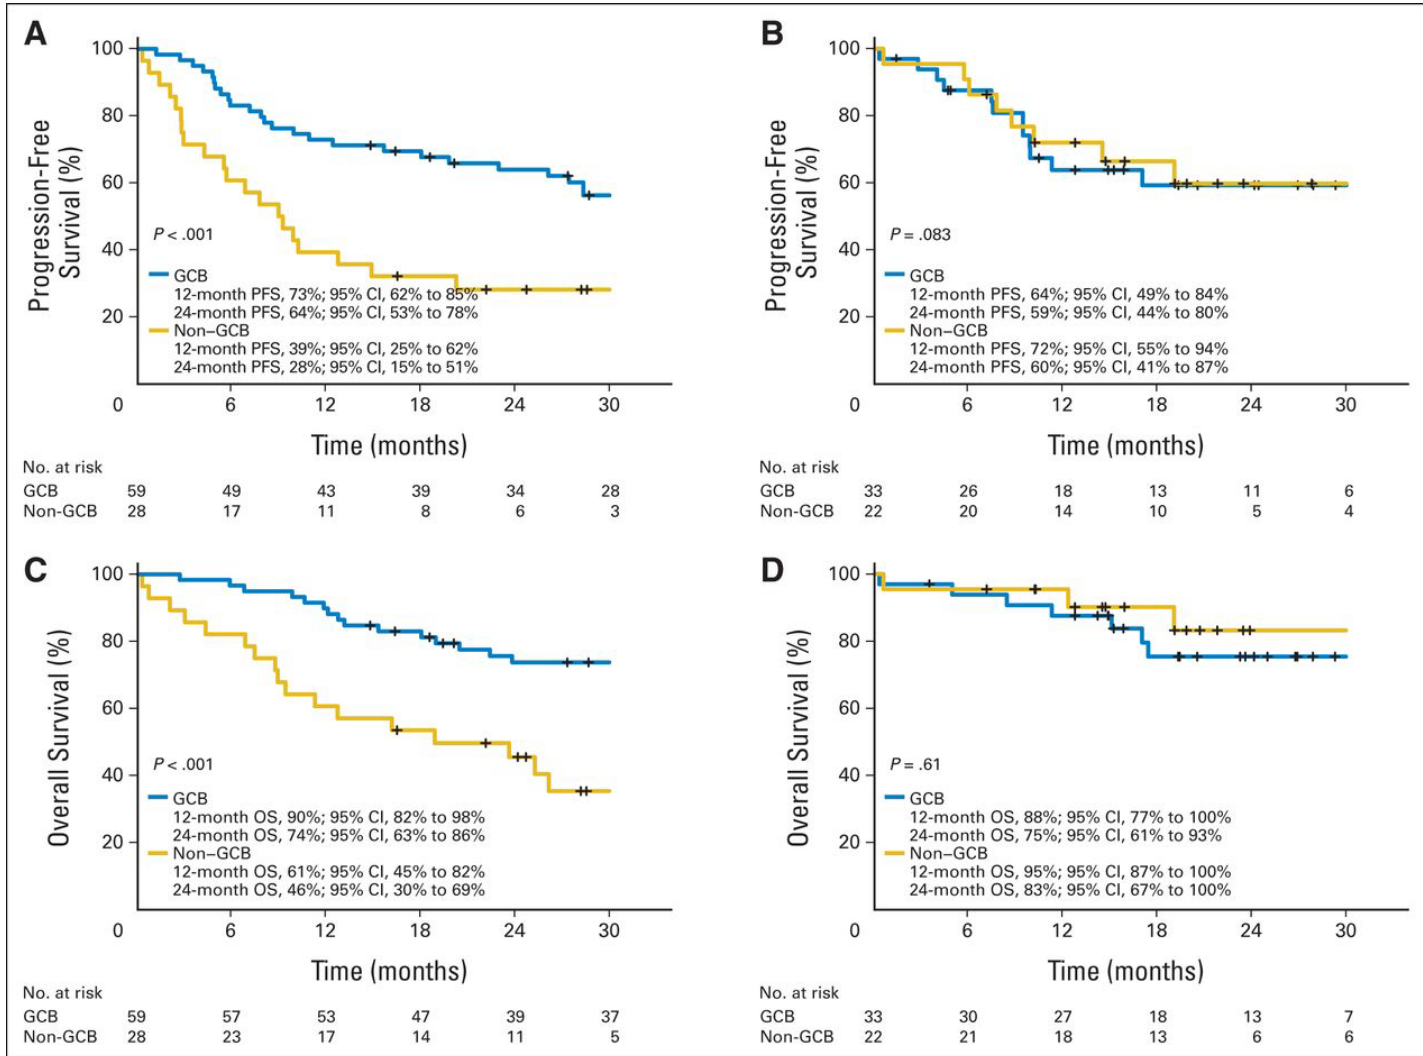 A
100
80
60
40
20
Progression-Free
Survival (%)
P < .001
GCB
12-month PFS, 73%; 95% CI, 62% to 85%
24-month PFS, 64%; 95% CI, 53% to 78%
Non–GCB
12-month PFS, 39%; 95% CI, 25% to 62%
24-month PFS, 28%; 95% CI, 15% to 51%
0 6 12 18 24 30
Time (months)
No. at risk
GCB 59 49 43 39 34 28
Non-GCB 28 17 11 8 6 3
B
100
80
60
40
20
Progression-Free
Survival (%)
P = .083
GCB
12-month PFS, 64%; 95% CI, 49% to 84%
24-month PFS, 59%; 95% CI, 44% to 80%
Non–GCB
12-month PFS, 72%; 95% CI, 55% to 94%
24-month PFS, 60%; 95% CI, 41% to 87%
0 6 12 18 24 30
Time (months)
No. at risk
GCB 33 26 18 13 11 6
Non-GCB 22 20 14 10 5 4
C
100
80
60
40
20
Overall Survival (%)
P < .001
GCB
12-month OS, 90%; 95% CI, 82% to 98%
24-month OS, 74%; 95% CI, 63% to 86%
Non–GCB
12-month OS, 61%; 95% CI, 45% to 82%
24-month OS, 46%; 95% CI, 30% to 69%
0 6 12 18 24 30
Time (months)
No. at risk
GCB 59 57 53 47 39 37
Non-GCB 28 23 17 14 11 5
D
100
80
60
40
20
Overall Survival (%)
P = .61
GCB
12-month OS, 88%; 95% CI, 77% to 100%
24-month OS, 75%; 95% CI, 61% to 93%
Non–GCB
12-month OS, 95%; 95% CI, 87% to 100%
24-month OS, 83%; 95% CI, 67% to 100%
0 6 12 18 24 30
Time (months)
No. at risk
GCB 33 30 27 18 13 7
Non-GCB 22 21 18 13 6 6